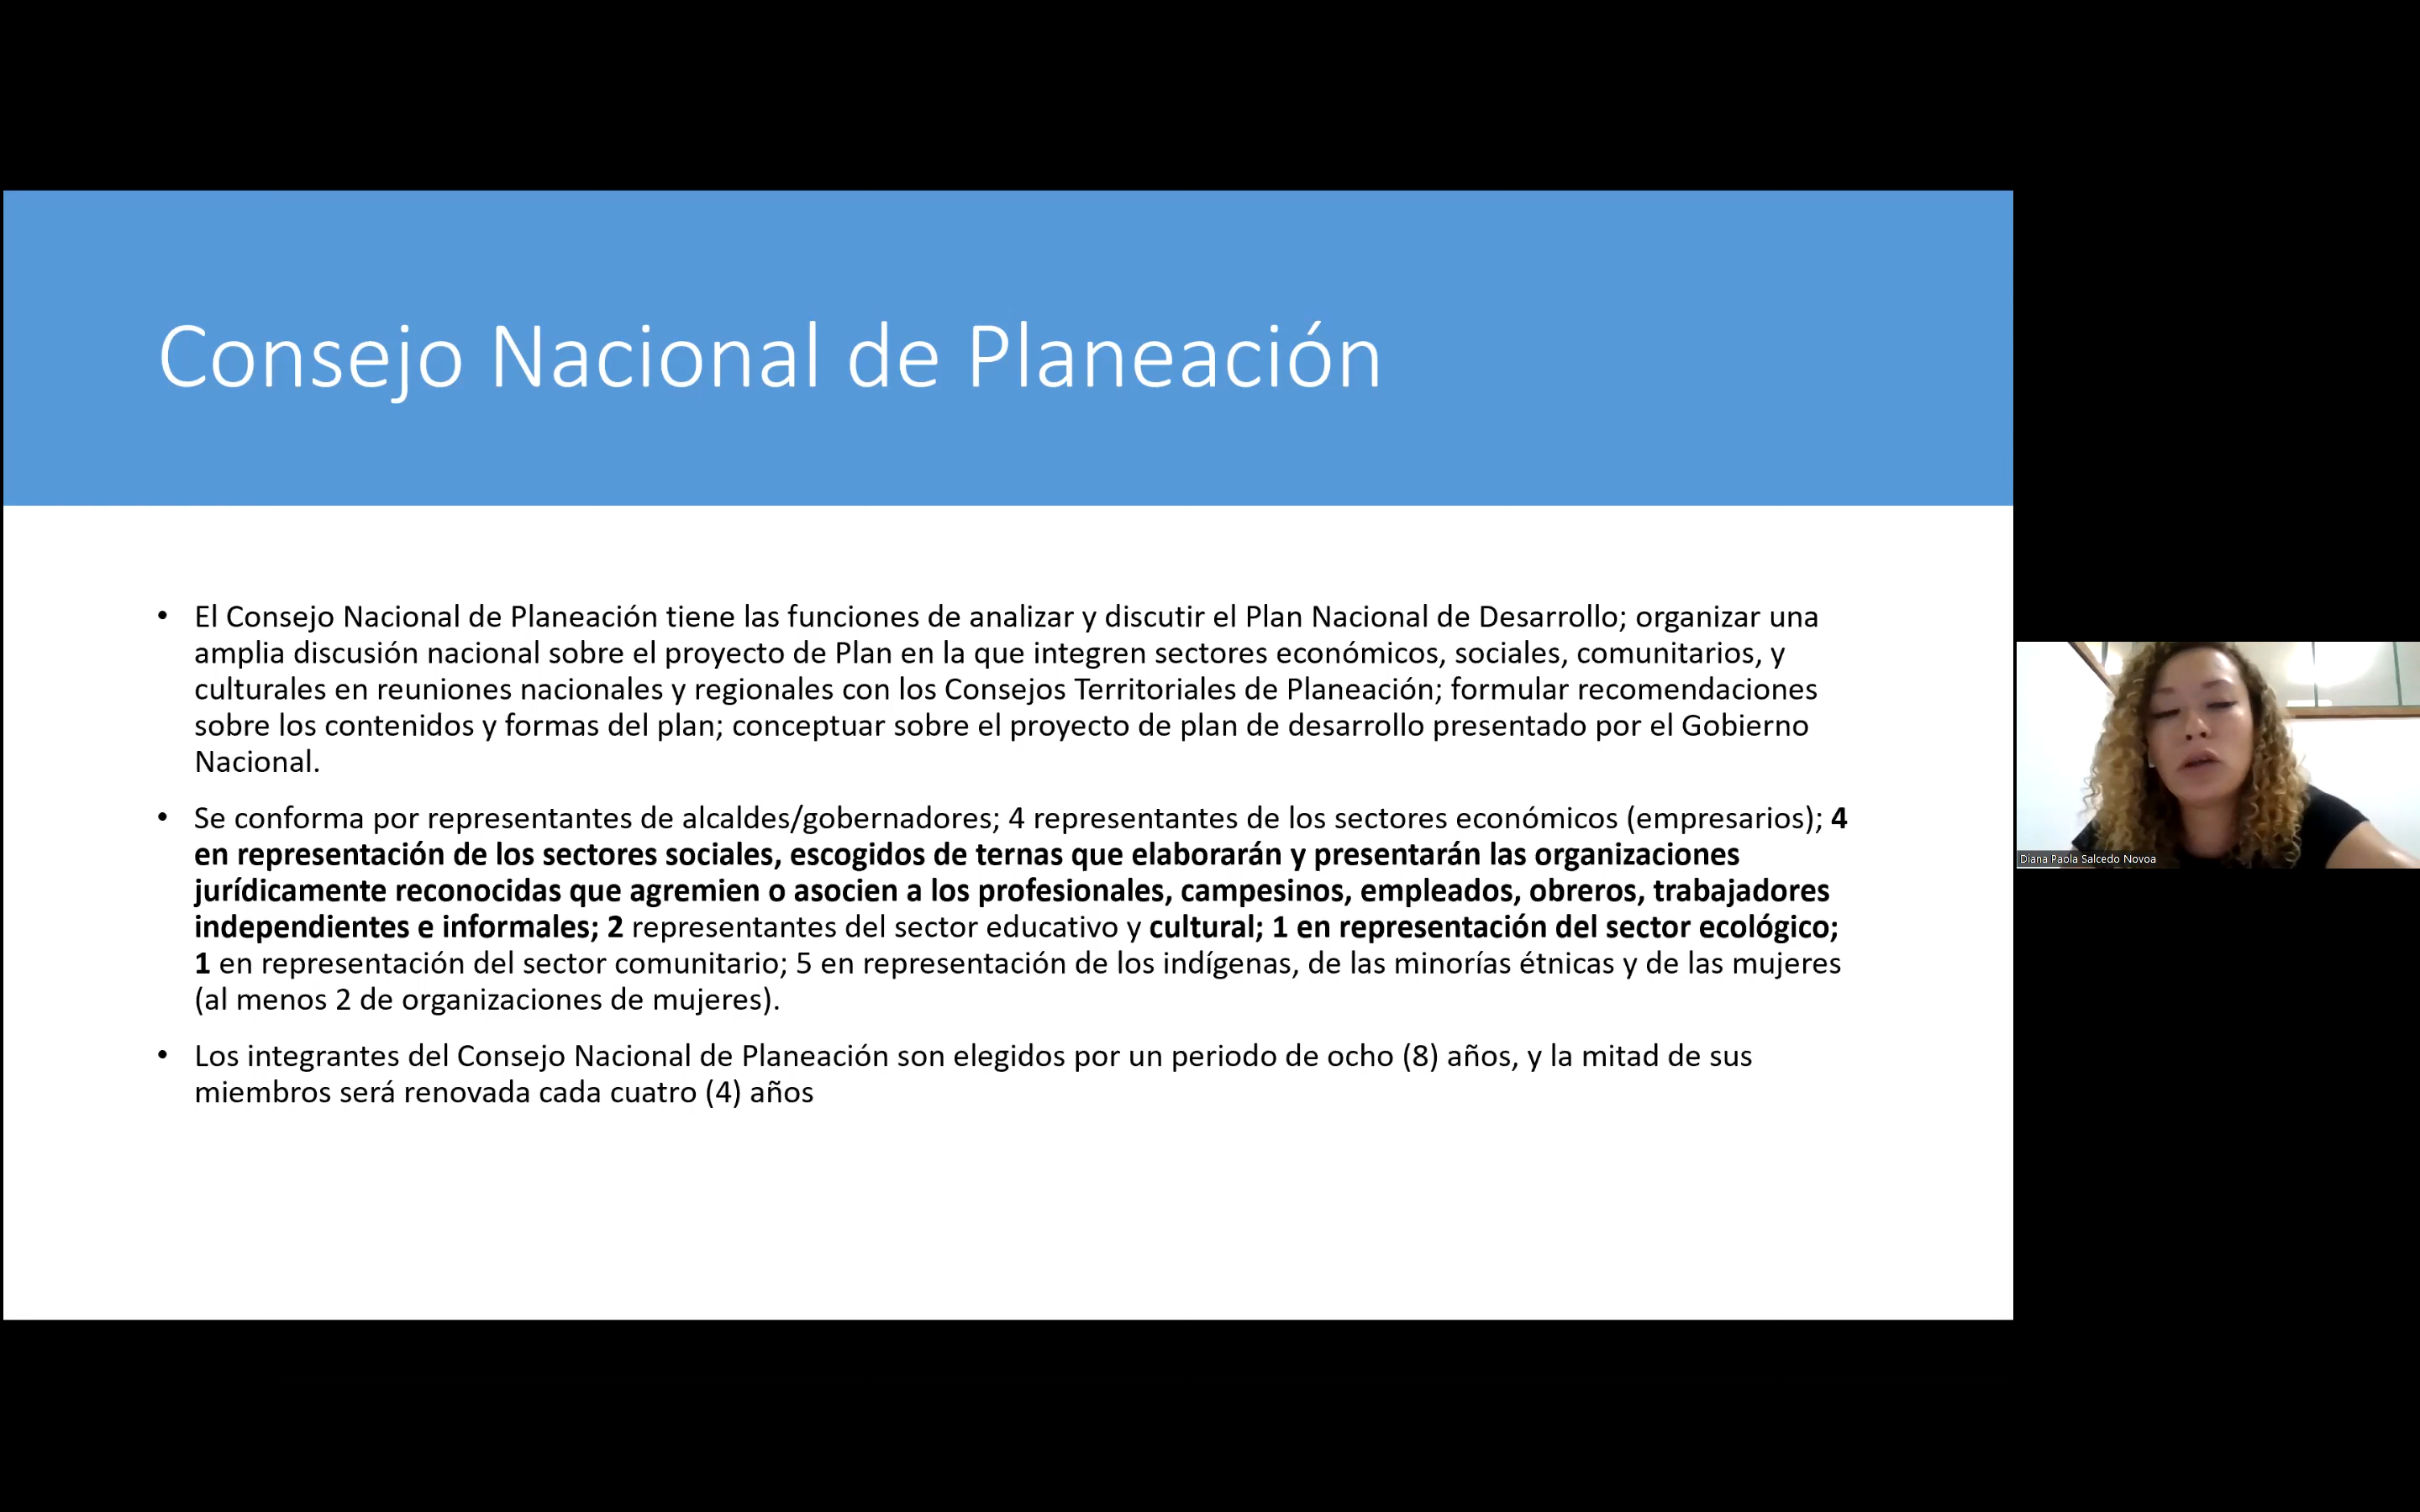 Consejo Nacional de Planeación
• El Consejo Nacional de Planeación tiene las funciones de analizar y discutir el Plan Nacional de Desarrollo; organizar una
amplia discusión nacional sobre el proyecto de Plan en la que integren sectores económicos, sociales, comunitarios, y
culturales en reuniones nacionales y regionales con los Consejos Territoriales de Planeación; formular recomendaciones
sobre los contenidos y formas del plan; conceptuar sobre el proyecto de plan de desarrollo presentado por el Gobierno
Nacional.
• Se conforma por representantes de alcaldes/gobernadores; 4 representantes de los sectores económicos (empresarios); 4
en representación de los sectores sociales, escogidos de ternas que elaborarán y presentarán las organizaciones
jurídicamente reconocidas que agremien o asocien a los profesionales, campesinos, empleados, obreros, trabajadores
independientes e informales; 2 representantes del sector educativo y cultural; 1 en representación del sector ecológico;
1 en representación del sector comunitario; 5 en representación de los indígenas, de las minorías étnicas y de las mujeres
(al menos 2 de organizaciones de mujeres).
• Los integrantes del Consejo Nacional de Planeación son elegidos por un periodo de ocho (8) años, y la mitad de sus
miembros será renovada cada cuatro (4) años
Diana Paola Salcedo Novoa